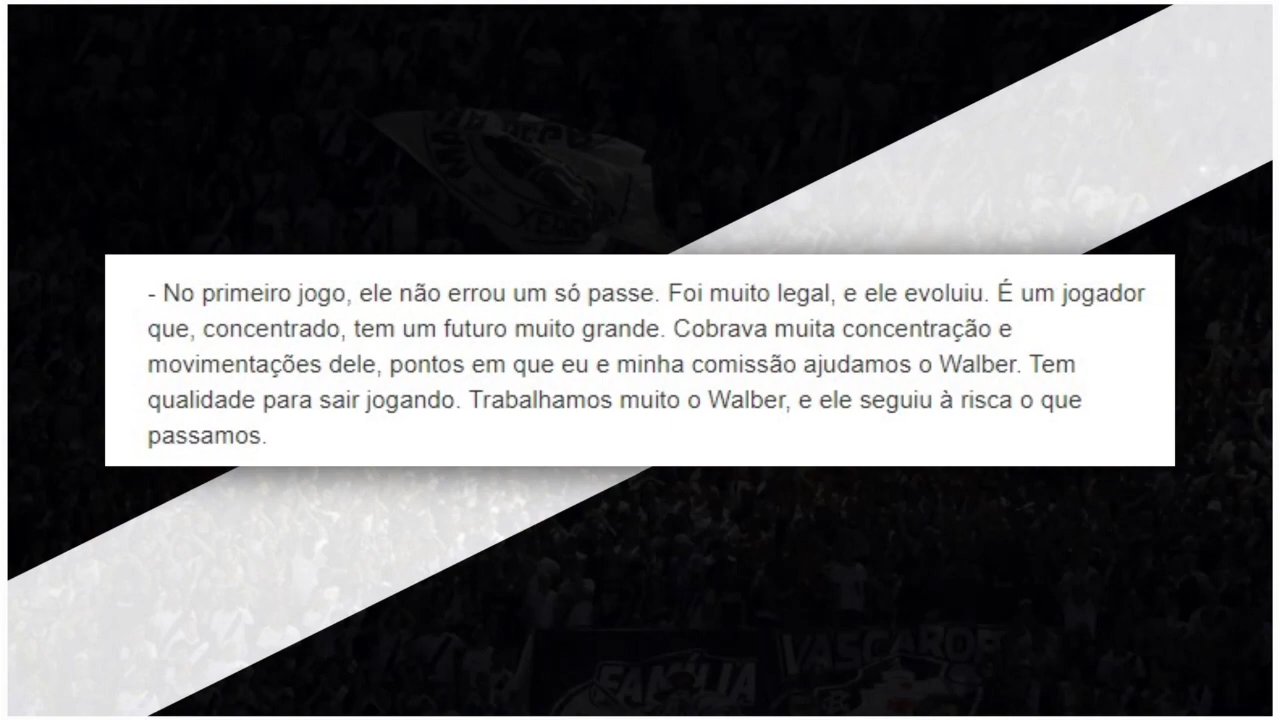 - No primeiro jogo, ele não errou um só passe. Foi muito legal, e ele evoluiu. É um jogador
que, concentrado, tem um futuro muito grande. Cobrava muita concentração e
movimentações dele, pontos em que eu e minha comissão ajudamos o Walber. Tem
qualidade para sair jogando. Trabalhamos muito o Walber, e ele seguiu à risca o que
passamos.
FAMÍLIA